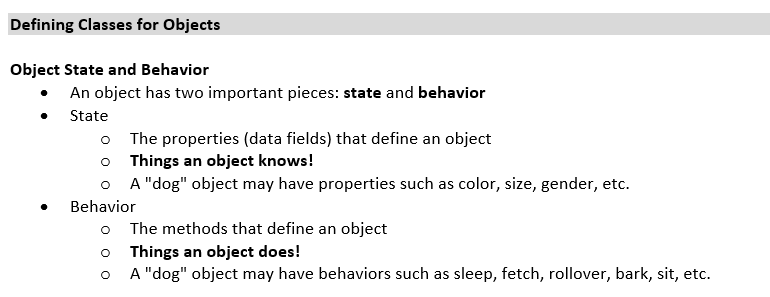 Defining Classes for Objects
Object State and Behavior
• An object has two important pieces: state and behavior
• State
o The properties (data fields) that define an object
o Things an object knows!
o A "dog" object may have properties such as color, size, gender, etc.
• Behavior
o The methods that define an object
o Things an object does!
o A "dog" object may have behaviors such as sleep, fetch, rollover, bark, sit, etc.